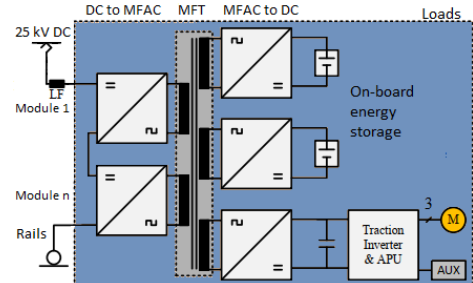 DC to MFAC MFT MFAC to DC Loads
25 kV DC
LF
Module 1
On-board
energy
storage
Module n
Rails
3
M
Traction
Inverter
& APU
AUX